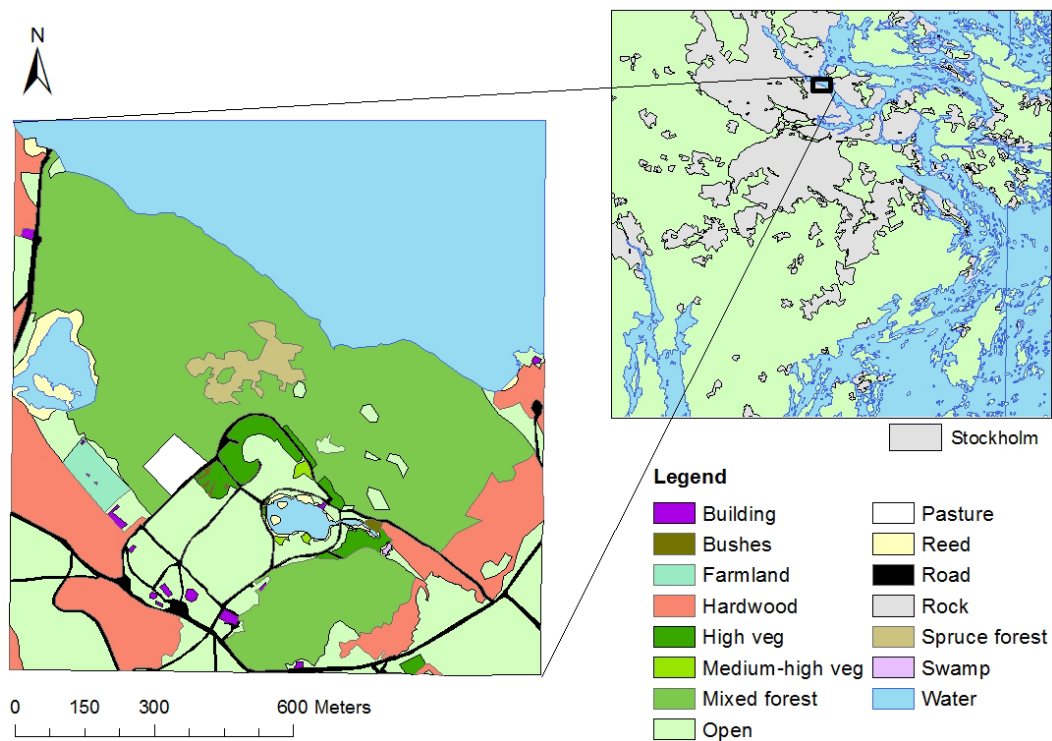 N
Stockholm
0 150 300 600 Meters
Legend
Building
Bushes
Farmland
Hardwood
High veg
Medium-high veg
Mixed forest
Open
Pasture
Reed
Road
Rock
Spruce forest
Swamp
Water